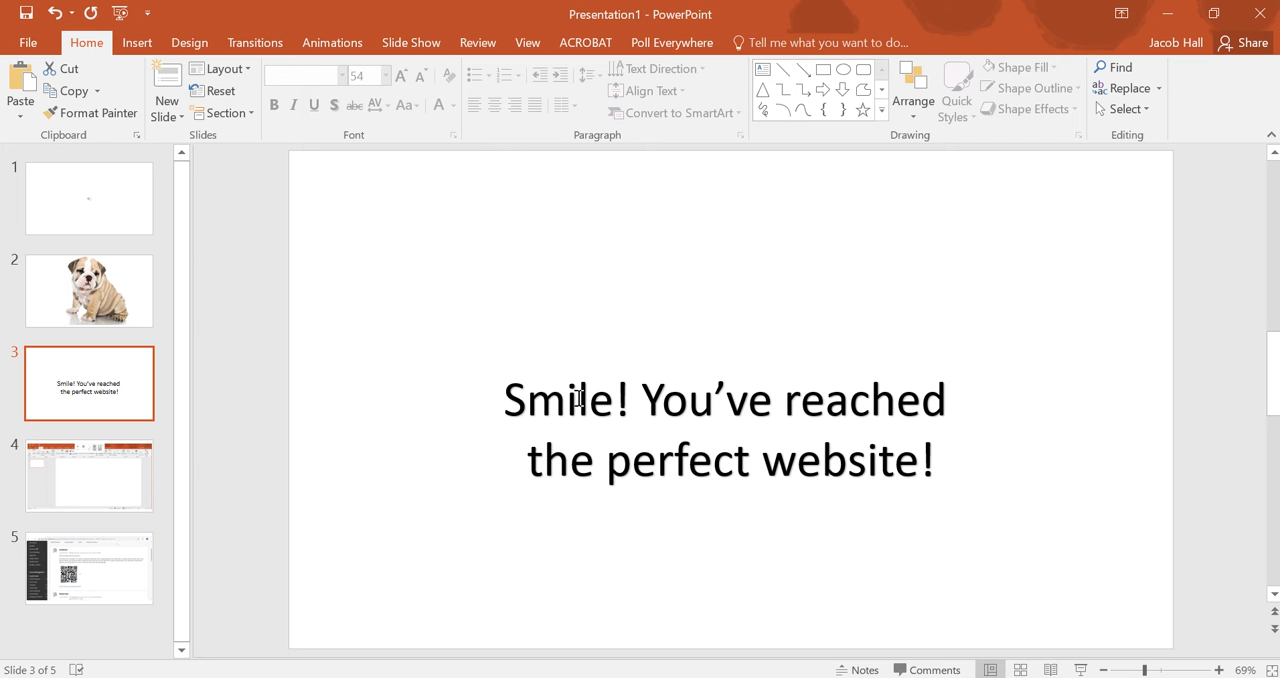 Presentation1 - PowerPoint
File Home Insert Design Transitions Animations Slide Show Review View ACROBAT Poll Everywhere Tell me what you want to do... Jacob Hall Share
Paste
Cut
Copy
Format Painter
Clipboard
New
Slide
Layout
Reset
Section
Slides
54
B I U S abc AV Aa A
Font
Text Direction
Align Text
Convert to SmartArt
Paragraph
Arrange
Quick
Styles
Shape Fill
Shape Outline
Shape Effects
Drawing
Find
Replace
Select
Editing
1
2
3
Smile! You've reached
the perfect website!
4
5
Smile! You’ve reached
the perfect website!
Slide 3 of 5 Notes Comments 69%